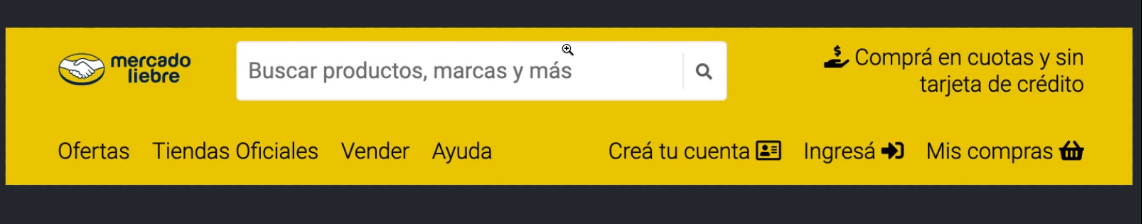 mercado
liebre
Buscar productos, marcas y más
Comprá en cuotas y sin
tarjeta de crédito
Ofertas Tiendas Oficiales Vender Ayuda Creá tu cuenta Ingresá Mis compras